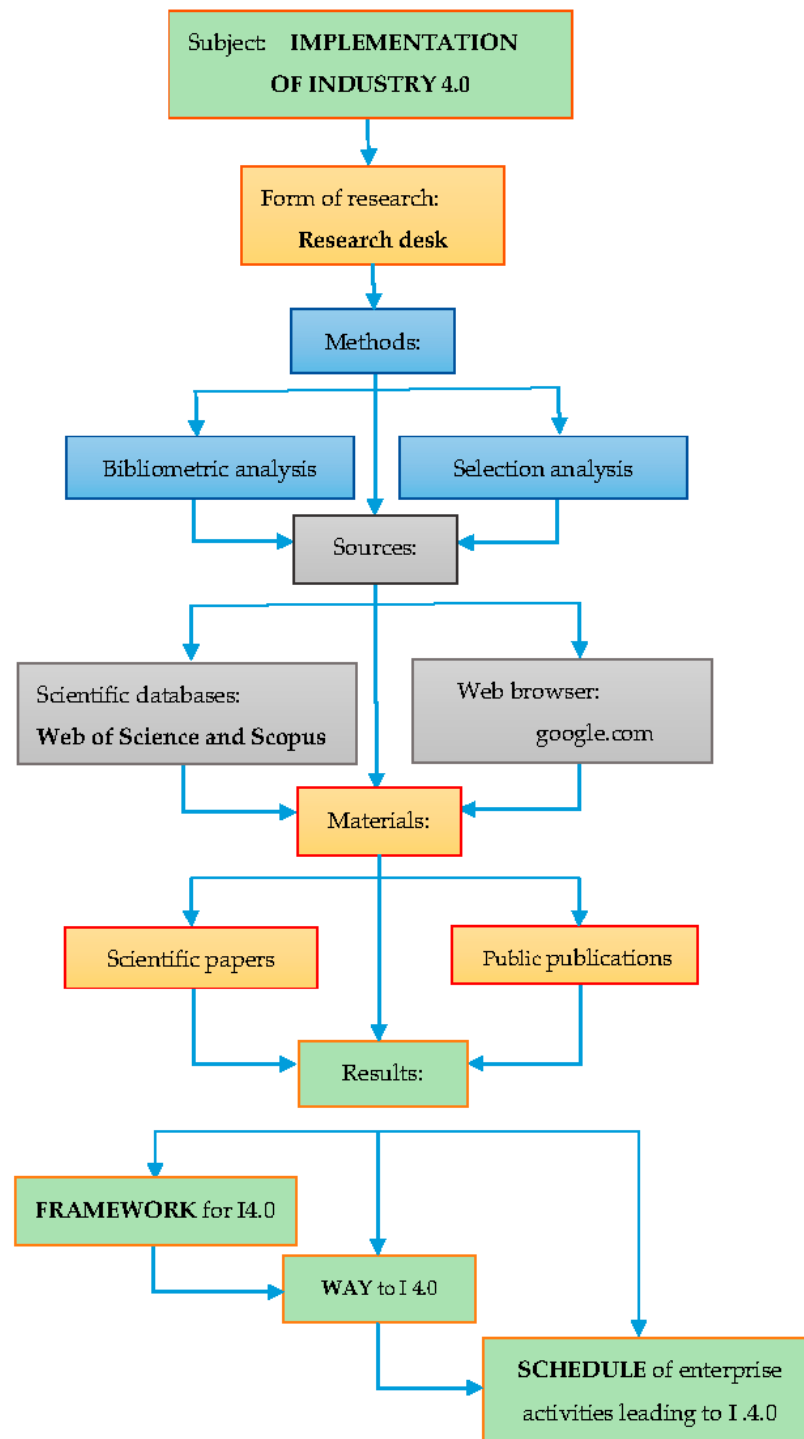 Subject: IMPLEMENTATION
OF INDUSTRY 4.0
Form of research:
Research desk
Methods:
Bibliometric analysis
Selection analysis
Sources:
Scientific databases:
Web of Science and Scopus
Web browser:
google.com
Materials:
Scientific papers
Public publications
Results:
FRAMEWORK for I4.0
WAY to I 4.0
SCHEDULE of enterprise
activities leading to I .4.0